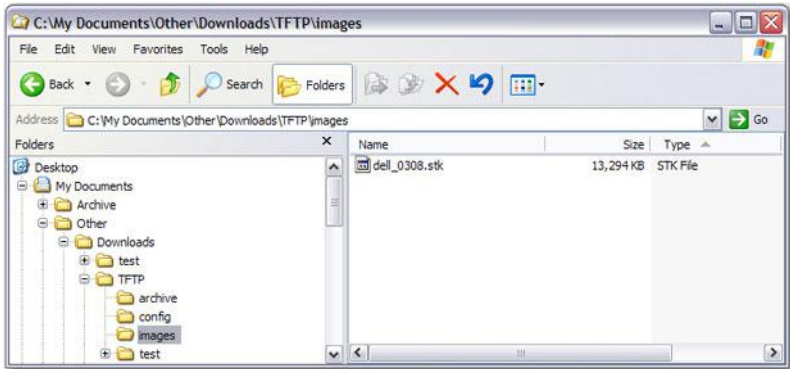 C:\My Documents\Other\Downloads\TFTP\images
File Edit View Favorites Tools Help
Back Search Folders
Address C:\My Documents\Other\Downloads\TFTP\images Go
Folders
Name Size Type
Desktop
My Documents
Archive
Other
Downloads
test
TFTP
archive
config
images
test
dell_0308.stk 13,294 KB STK File